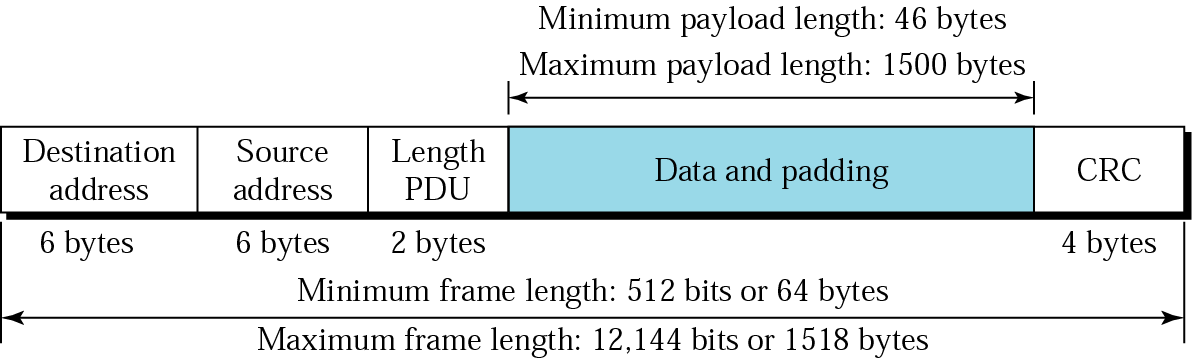 Minimum payload length: 46 bytes
Maximum payload length: 1500 bytes
Destination address
Source address
Length PDU
Data and padding
CRC
6 bytes
6 bytes
2 bytes
4 bytes
Minimum frame length: 512 bits or 64 bytes
Maximum frame length: 12,144 bits or 1518 bytes